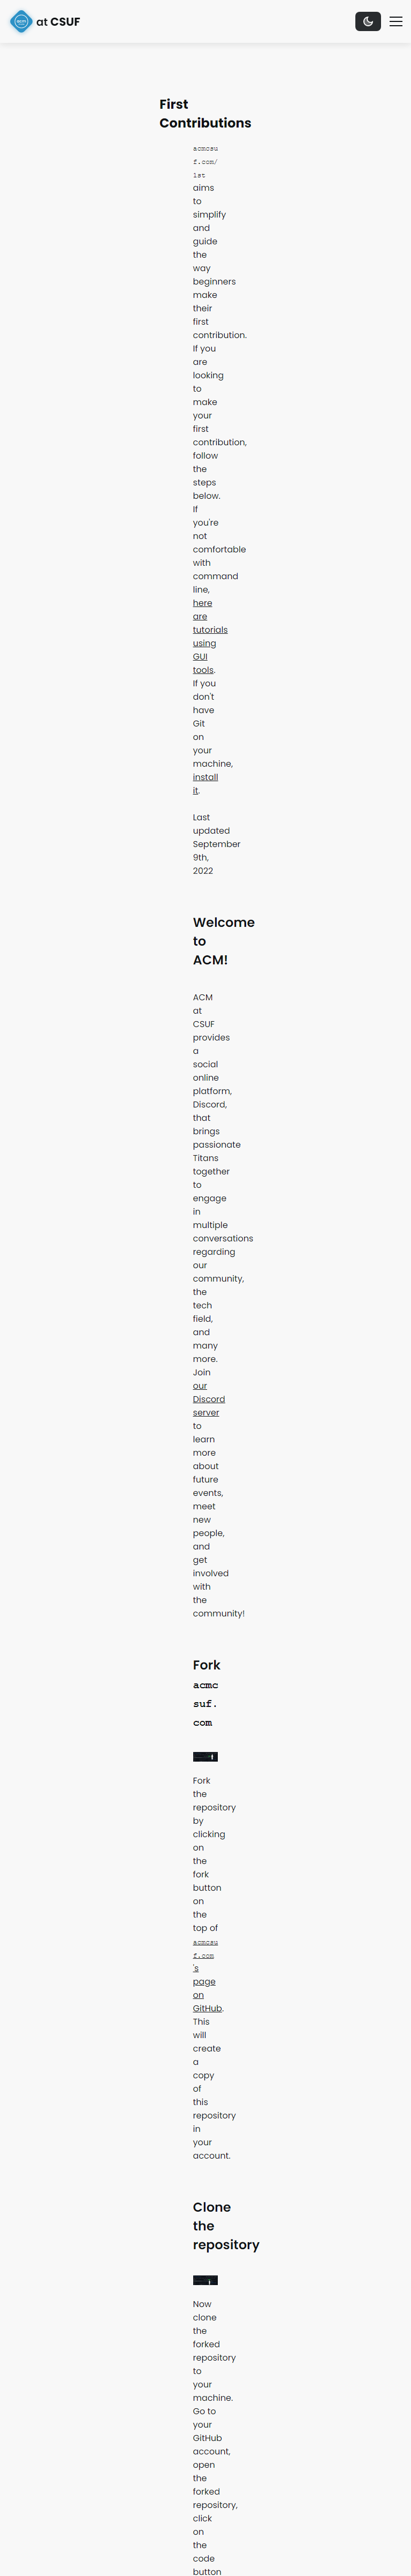 at CSUF
First
Contributions
acmcsu
f.com/
1st
aims
to
simplify
and
guide
the
way
beginners
make
their
first
contribution.
If you
are
looking
to
make
your
first
contribution,
follow
the
steps
below.
If
you're
not
comfortable
with
command
line,
here
are
tutorials
using
GUI
tools.
If you
don't
have
Git
on
your
machine,
install
it.
Last
updated
September
9th,
2022
Welcome
to
ACM!
ACM
at
CSUF
provides
a
social
online
platform,
Discord,
that
brings
passionate
Titans
together
to
engage
in
multiple
conversations
regarding
our
community,
the
tech
field,
and
many
more.
Join
our
Discord
server
to
learn
more
about
future
events,
meet
new
people,
and
get
involved
with
the
community!
Fork
acmc
suf.
com
Fork
the
repository
by
clicking
on
the
fork
button
on
the
top of
acmcsu
f.com
's
page
on
GitHub.
This
will
create
a
copy
of
this
repository
in
your
account.
Clone
the
repository
Now
clone
the
forked
repository
to
your
machine.
Go to
your
GitHub
account,
open
the
forked
repository,
click
on
the
code
button